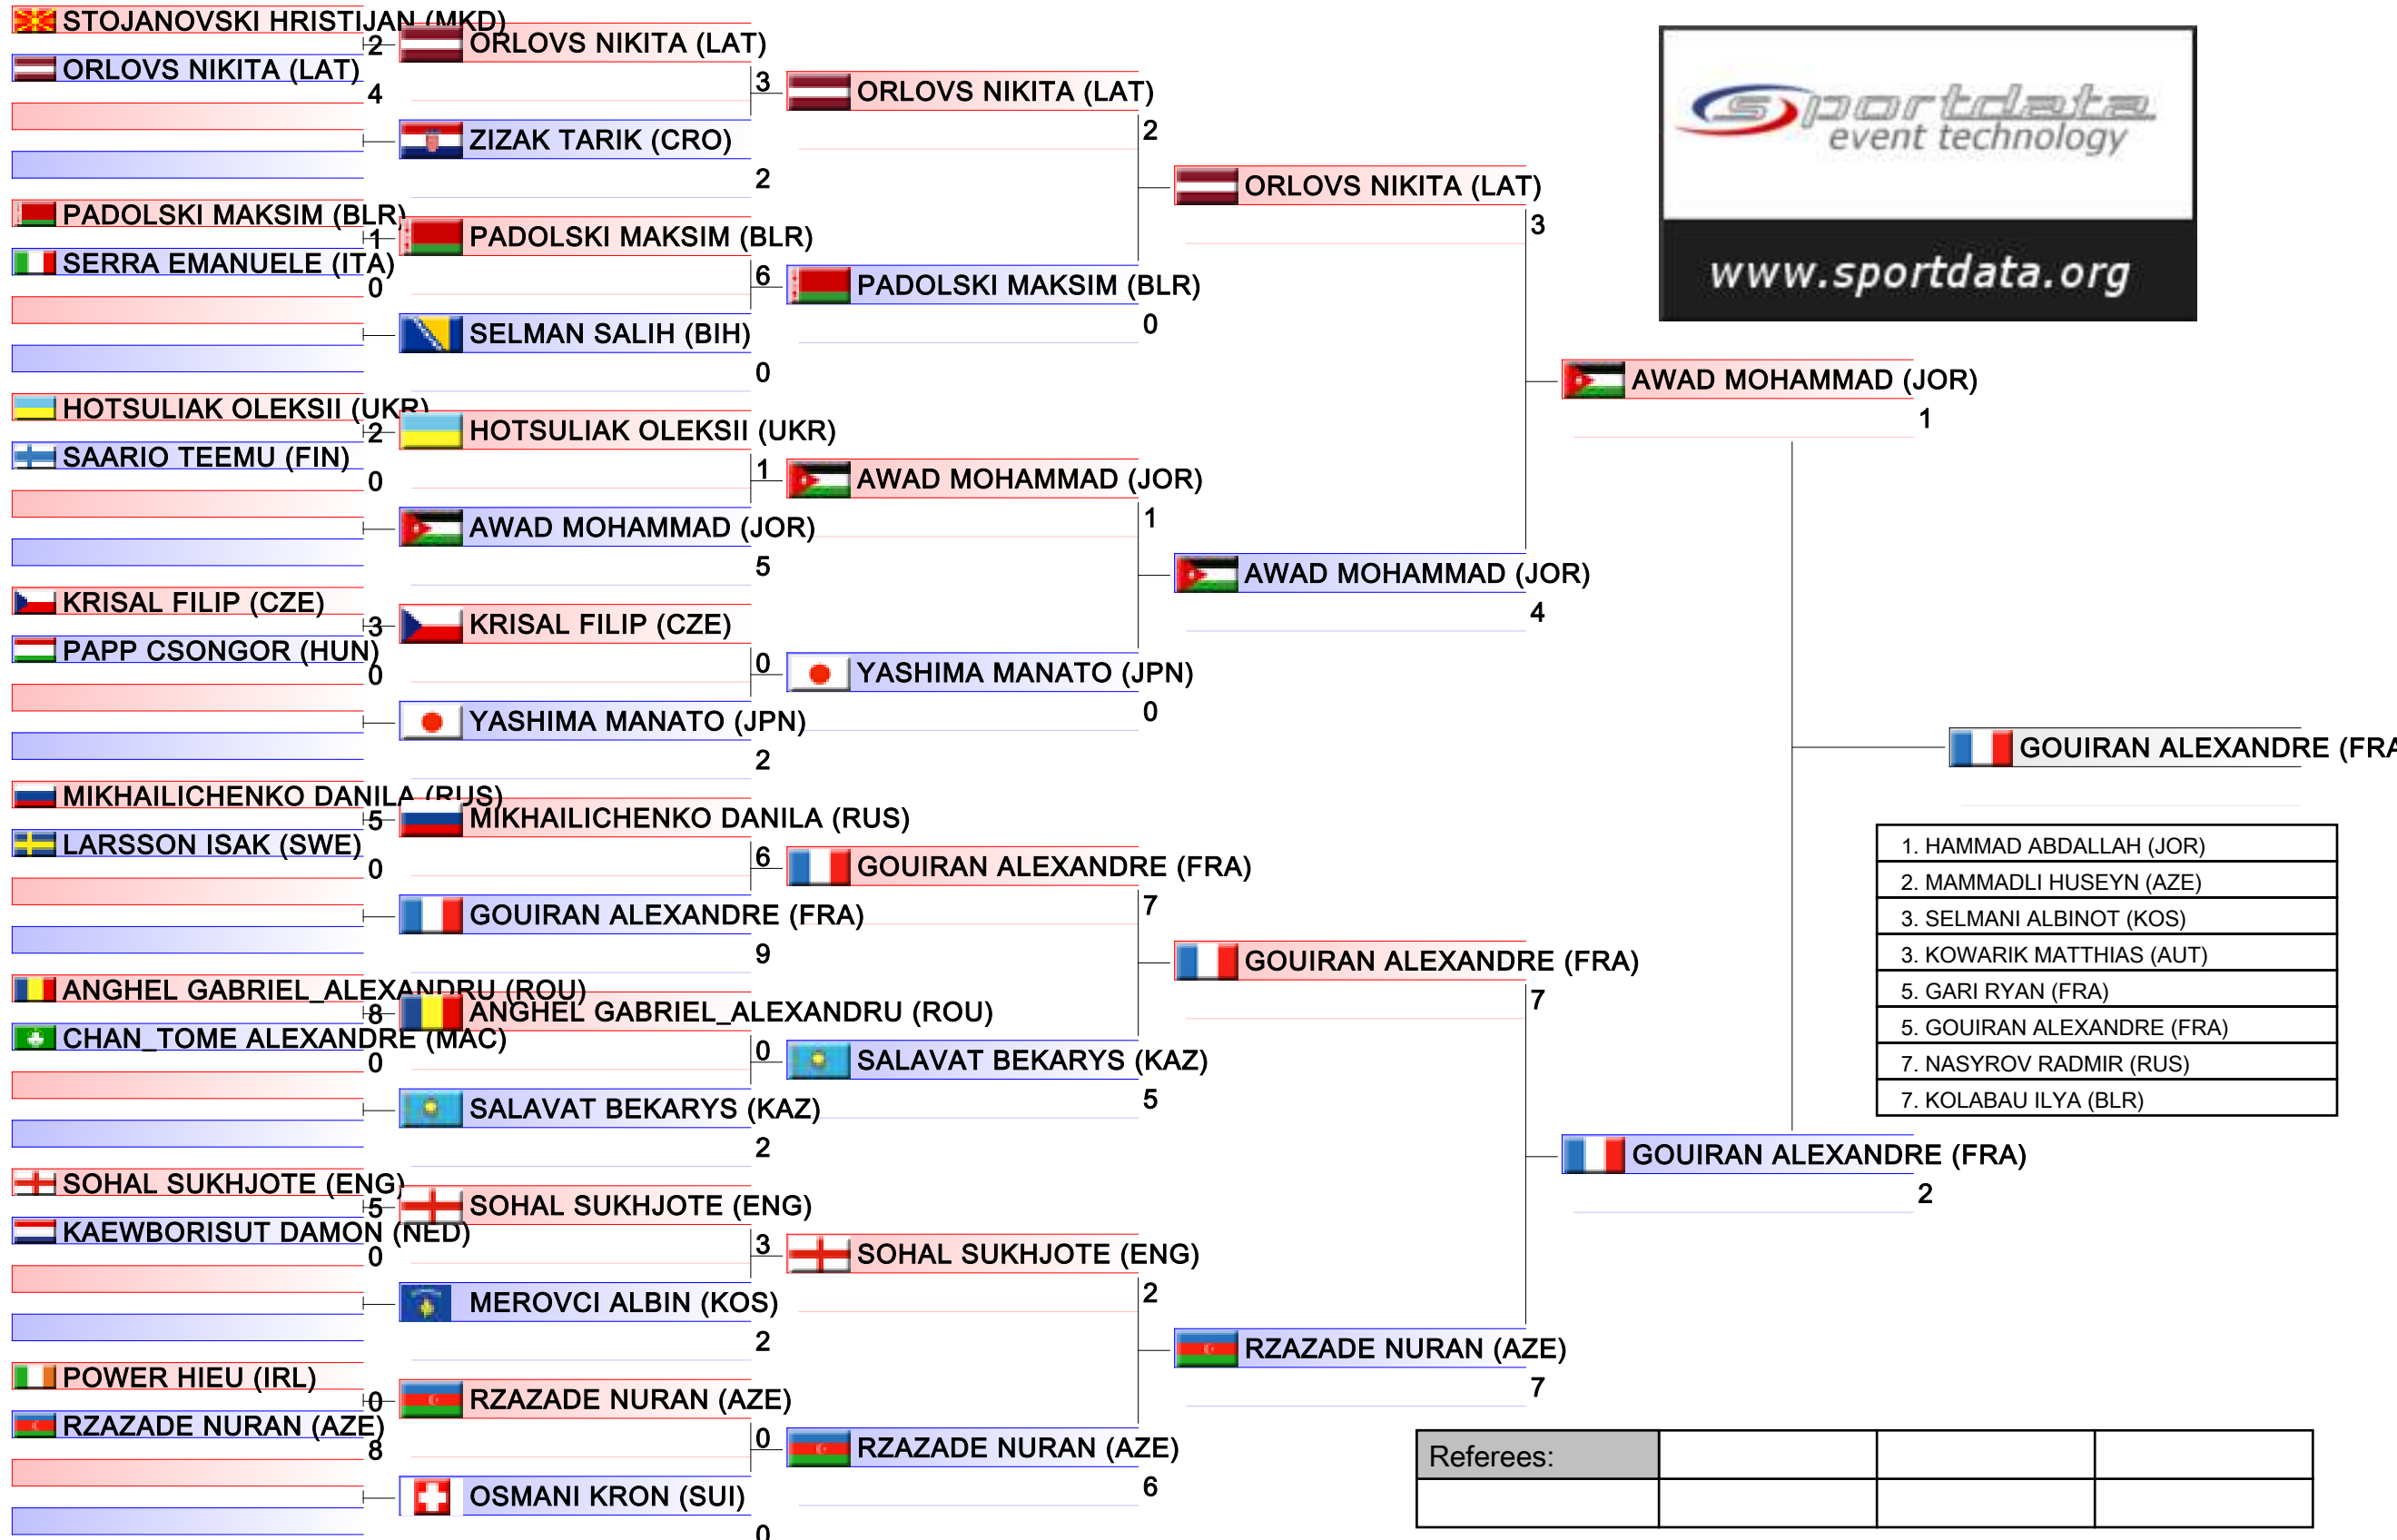 STOJANOVSKI HRISTIJAN (MKD)
2
ORLOVS NIKITA (LAT)
4
PADOLSKI MAKSIM (BLR)
1
SERRA EMANUELE (ITA)
0
HOTSULIAK OLEKSII (UKR)
2
SAARIO TEEMU (FIN)
0
KRISAL FILIP (CZE)
3
PAPP CSONGOR (HUN)
0
MIKHAILICHENKO DANILA (RUS)
5
LARSSON ISAK (SWE)
0
ANGHEL GABRIEL_ALEXANDRU (ROU)
8
CHAN_TOME ALEXANDRE (MAC)
0
SOHAL SUKHJOTE (ENG)
5
KAEWBORISUT DAMON (NED)
0
POWER HIEU (IRL)
0
RZAZADE NURAN (AZE)
8
ORLOVS NIKITA (LAT)
3
ZIZAK TARIK (CRO)
2
PADOLSKI MAKSIM (BLR)
6
SELMAN SALIH (BIH)
0
HOTSULIAK OLEKSII (UKR)
1
AWAD MOHAMMAD (JOR)
5
KRISAL FILIP (CZE)
0
YASHIMA MANATO (JPN)
2
MIKHAILICHENKO DANILA (RUS)
6
GOUIRAN ALEXANDRE (FRA)
9
ANGHEL GABRIEL_ALEXANDRU (ROU)
0
SALAVAT BEKARYS (KAZ)
2
SOHAL SUKHJOTE (ENG)
3
MEROVCI ALBIN (KOS)
2
RZAZADE NURAN (AZE)
0
OSMANI KRON (SUI)
0
ORLOVS NIKITA (LAT)
2
PADOLSKI MAKSIM (BLR)
0
AWAD MOHAMMAD (JOR)
1
YASHIMA MANATO (JPN)
0
GOUIRAN ALEXANDRE (FRA)
7
SALAVAT BEKARYS (KAZ)
5
SOHAL SUKHJOTE (ENG)
2
RZAZADE NURAN (AZE)
6
ORLOVS NIKITA (LAT)
3
AWAD MOHAMMAD (JOR)
4
GOUIRAN ALEXANDRE (FRA)
7
RZAZADE NURAN (AZE)
7
AWAD MOHAMMAD (JOR)
1
GOUIRAN ALEXANDRE (FRA)
2
GOUIRAN ALEXANDRE (FRA
sportdata
event technology
www.sportdata.org
1. HAMMAD ABDALLAH (JOR)
2. MAMMADLI HUSEYN (AZE)
3. SELMANI ALBINOT (KOS)
3. KOWARIK MATTHIAS (AUT)
5. GARI RYAN (FRA)
5. GOUIRAN ALEXANDRE (FRA)
7. NASYROV RADMIR (RUS)
7. KOLABAU ILYA (BLR)
Referees: